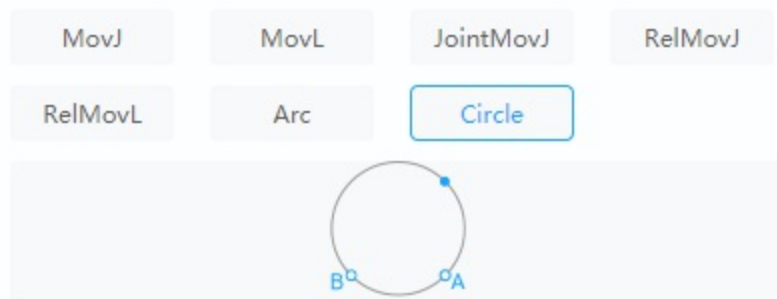 MovJ MovL JointMovJ RelMovJ
RelMovL Arc Circle
B A